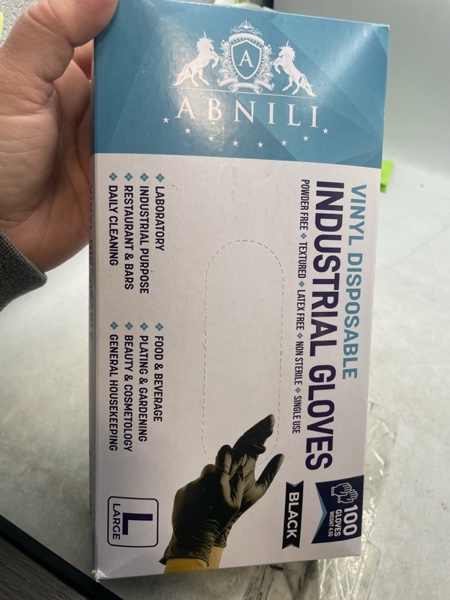 A
ABNILI
VINYL DISPOSABLE
INDUSTRIAL GLOVES
POWDER FREE TEXTURED LATEX FREE NON STERILE SINGLE USE
LABORATORY
INDUSTRIAL PURPOSE
RESTAURANT & BARS
DAILY CLEANING
FOOD & BEVERAGE
PLATING & GARDENING
BEAUTY & COSMETOLOGY
GENERAL HOUSEKEEPING
100
GLOVES
BLACK
L
LARGE